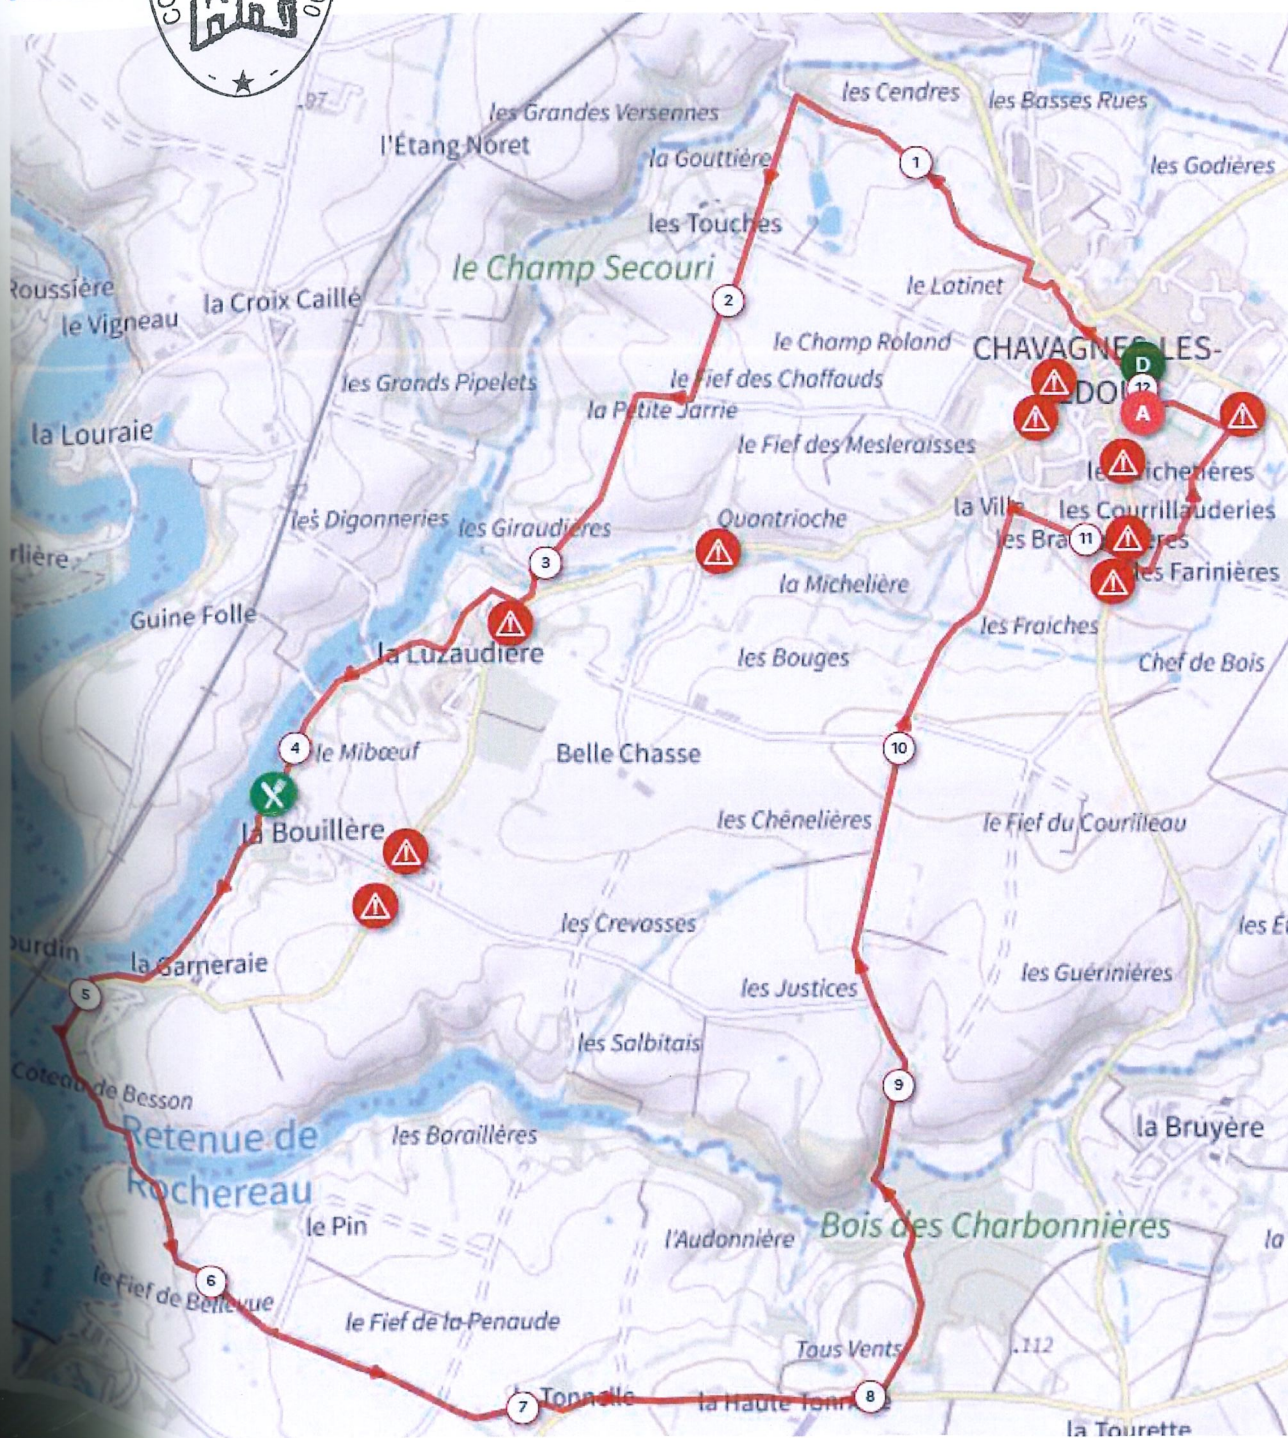 les Cendres
les Basses Rues
.97
les Grandes Versennes
l'Étang Noret
la Gouttière
1
les Godières
les Touches
le Champ Secouri
Roussière
la Croix Caillé
le Vigneau
2
le Lotinet
le Champ Roland
CHAVAGNES-LES-
D
les Grands Pipelets
le Fief des Chaffauds
12
la Petite Jarrie
A
la Louraie
le Fief des Mesleraisses
la Ville
les Courrillauderies
les Digonneries
les Giraudières
Quantrioche
11
3
la Michelière
les Farinières
Guine Folle
les Fraiches
la Luzaudière
les Bouges
Chef de Bois
4
le Mibœuf
Belle Chasse
10
la Bouillère
les Chênelières
le Fief du Courilleau
les Crevasses
la Garneraie
5
les Justices
les Guérinières
les Salbitais
Coteau de Besson
9
Retenue de
Rochereau
les Boraillères
la Bruyère
le Pin
l'Audonnière
Bois des Charbonnières
la
6
le Fief de Bellevue
le Fief de la Penaude
Tous Vents
.112
7
la Tonnelle
la Haute Tonnelle
8
la Tourette